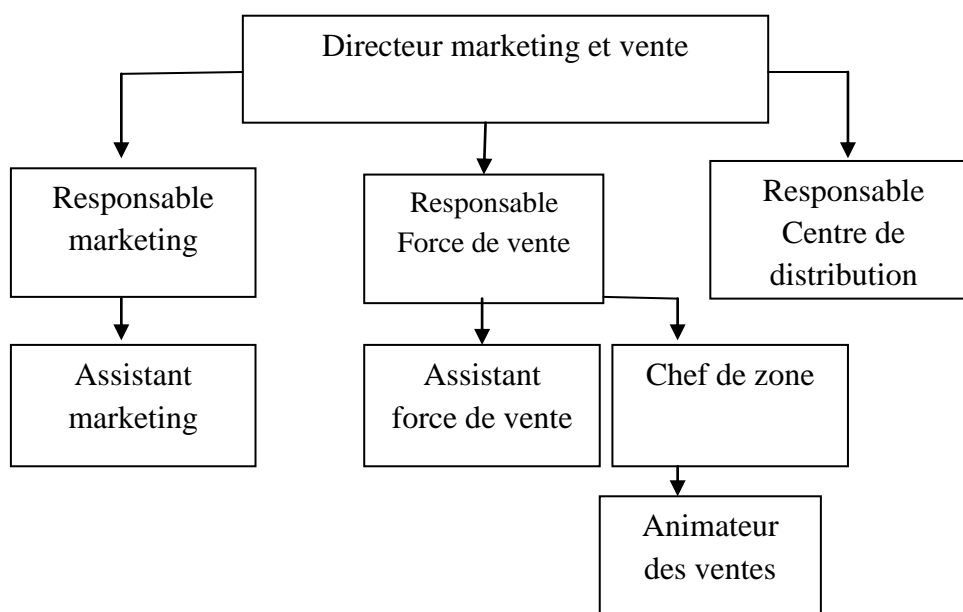 Directeur marketing et vente
Responsable
marketing
Responsable
Force de vente
Responsable
Centre de
distribution
Assistant
marketing
Assistant
force de vente
Chef de zone
Animateur
des ventes